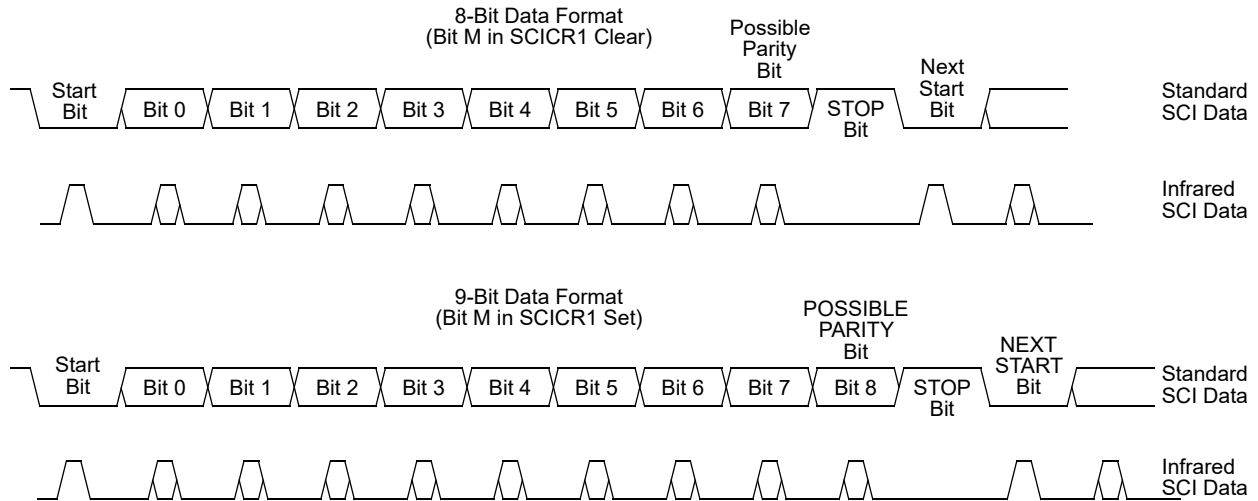 8-Bit Data Format
(Bit M in SCICR1 Clear)
Possible
Parity
Bit
Start
Bit
Bit 0
Bit 1
Bit 2
Bit 3
Bit 4
Bit 5
Bit 6
Bit 7
STOP
Bit
Next
Start
Bit
Standard
SCI Data
Infrared
SCI Data
9-Bit Data Format
(Bit M in SCICR1 Set)
POSSIBLE
PARITY
Bit
Start
Bit
Bit 0
Bit 1
Bit 2
Bit 3
Bit 4
Bit 5
Bit 6
Bit 7
Bit 8
STOP
Bit
NEXT
START
Bit
Standard
SCI Data
Infrared
SCI Data